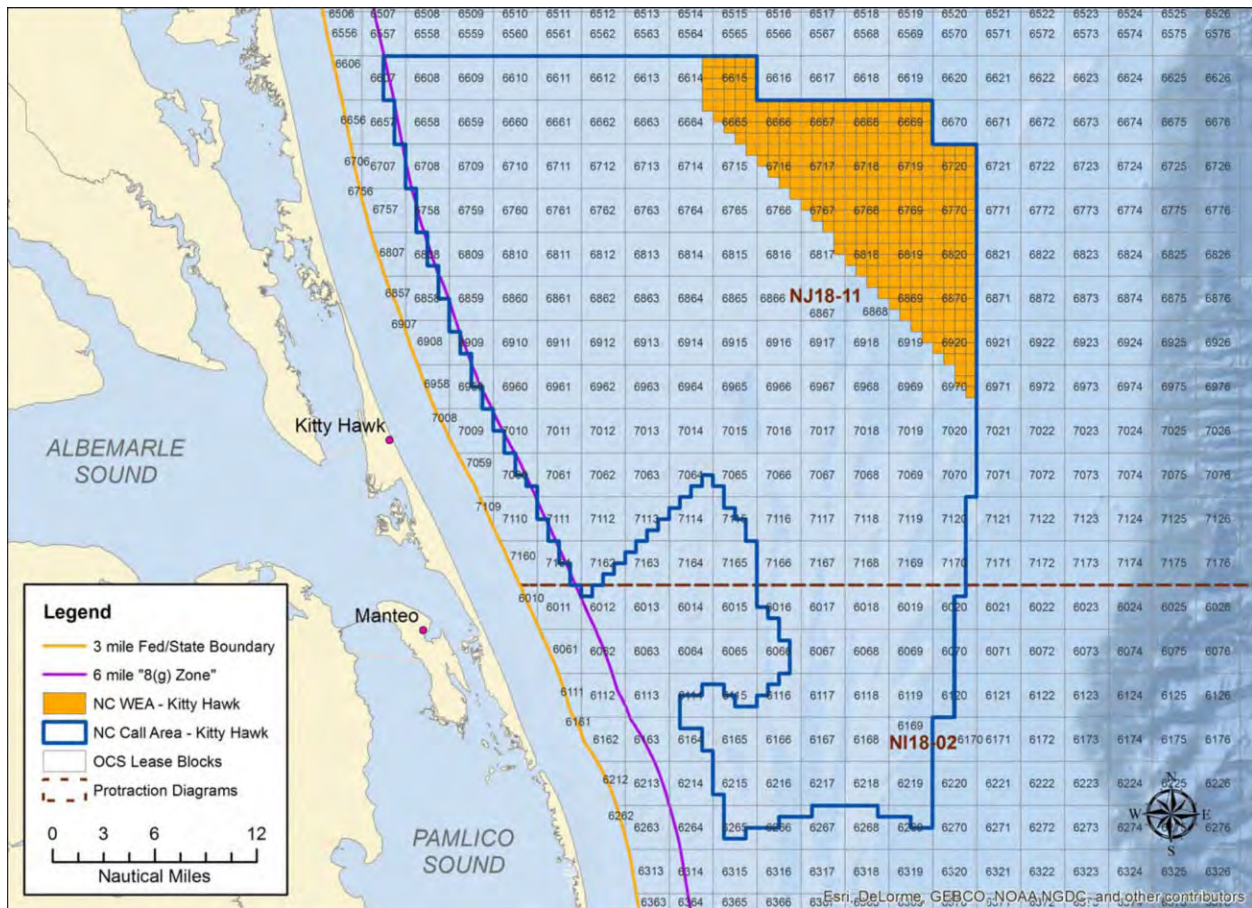 6506 6507 6508 6509 6510 6511 6512 6513 6514 6515 6516 6517 6518 6519 6520 6521 6522 6523 6524 6525 6526
6556 6557 6558 6559 6560 6561 6562 6563 6564 6565 6566 6567 6568 6569 6570 6571 6572 6573 6574 6575 6576
6606 6607 6608 6609 6610 6611 6612 6613 6614 6615 6616 6617 6618 6619 6620 6621 6622 6623 6624 6625 6626
6656 6657 6658 6659 6660 6661 6662 6663 6664 6665 6666 6667 6668 6669 6670 6671 6672 6673 6674 6675 6676
6706 6707 6708 6709 6710 6711 6712 6713 6714 6715 6716 6717 6718 6719 6720 6721 6722 6723 6724 6725 6726
6756 6757 6758 6759 6760 6761 6762 6763 6764 6765 6766 6767 6768 6769 6770 6771 6772 6773 6774 6775 6776
6807 6808 6809 6810 6811 6812 6813 6814 6815 6816 6817 6818 6819 6820 6821 6822 6823 6824 6825 6826
6857 6858 6859 6860 6861 6862 6863 6864 6865 6866 NJ18-11 6867 6868 6869 6870 6871 6872 6873 6874 6875 6876
6907 6908 6909 6910 6911 6912 6913 6914 6915 6916 6917 6918 6919 6920 6921 6922 6923 6924 6925 6926
6958 6959 6960 6961 6962 6963 6964 6965 6966 6967 6968 6969 6970 6971 6972 6973 6974 6975 6976
7008 7009 7010 7011 7012 7013 7014 7015 7016 7017 7018 7019 7020 7021 7022 7023 7024 7025 7026
Kitty Hawk
ALBEMARLE
SOUND
7059 7060 7061 7062 7063 7064 7065 7066 7067 7068 7069 7070 7071 7072 7073 7074 7075 7076
7109 7110 7111 7112 7113 7114 7115 7116 7117 7118 7119 7120 7121 7122 7123 7124 7125 7126
7160 7161 7162 7163 7164 7165 7166 7167 7168 7169 7170 7171 7172 7173 7174 7175 7176
6010 6011 6012 6013 6014 6015 6016 6017 6018 6019 6020 6021 6022 6023 6024 6025 6026
Manteo
6061 6062 6063 6064 6065 6066 6067 6068 6069 6070 6071 6072 6073 6074 6075 6076
6111 6112 6113 6114 6115 6116 6117 6118 6119 6120 6121 6122 6123 6124 6125 6126
6161 6162 6163 6164 6165 6166 6167 6168 6169 NI18-02 6170 6171 6172 6173 6174 6175 6176
6212 6213 6214 6215 6216 6217 6218 6219 6220 6221 6222 6223 6224 6225 6226
6262 6263 6264 6265 6266 6267 6268 6269 6270 6271 6272 6273 6274 6276
6313 6314 6315 6316 6317 6318 6319 6320 6321 6322 6323 6324 6325 6326
6363 6364 6365 6366
PAMLICO
SOUND
Legend
3 mile Fed/State Boundary
6 mile "8(g) Zone"
NC WEA - Kitty Hawk
NC Call Area - Kitty Hawk
OCS Lease Blocks
Protraction Diagrams
0 3 6 12
Nautical Miles
N
W E
S
Esri, DeLorme, GEBCO, NOAA NGDC, and other contributors